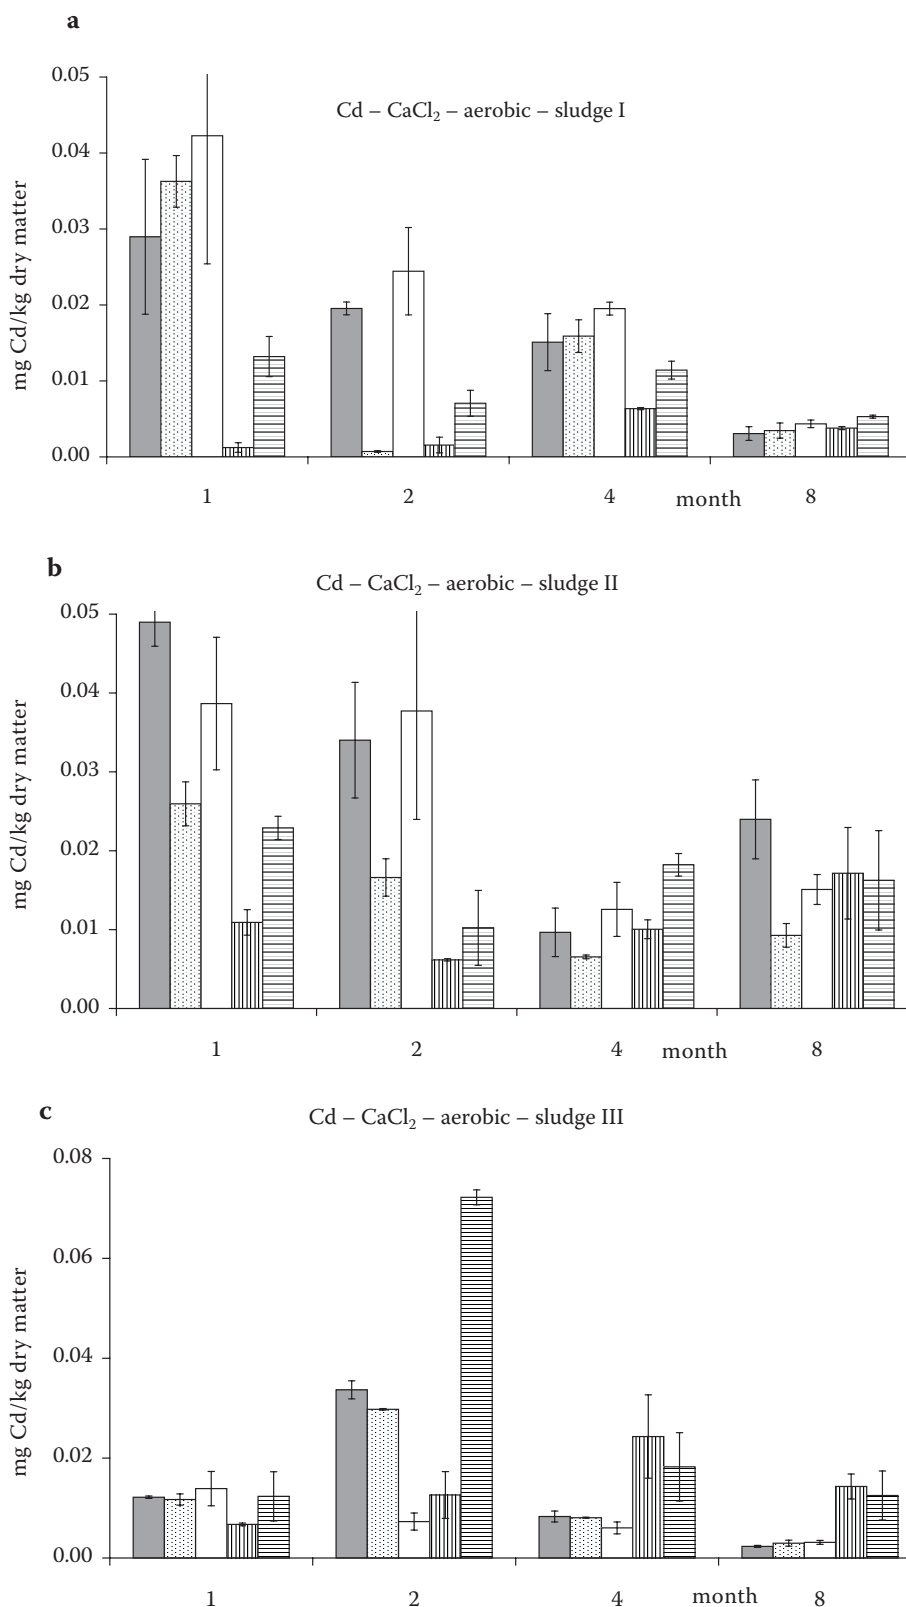 a
Cd – CaCl₂ – aerobic – sludge I
mg Cd/kg dry matter
0.05
0.04
0.03
0.02
0.01
0.00
1 2 4 month 8
b
Cd – CaCl₂ – aerobic – sludge II
mg Cd/kg dry matter
0.05
0.04
0.03
0.02
0.01
0.00
1 2 4 month 8
c
Cd – CaCl₂ – aerobic – sludge III
mg Cd/kg dry matter
0.08
0.06
0.04
0.02
0.00
1 2 4 month 8